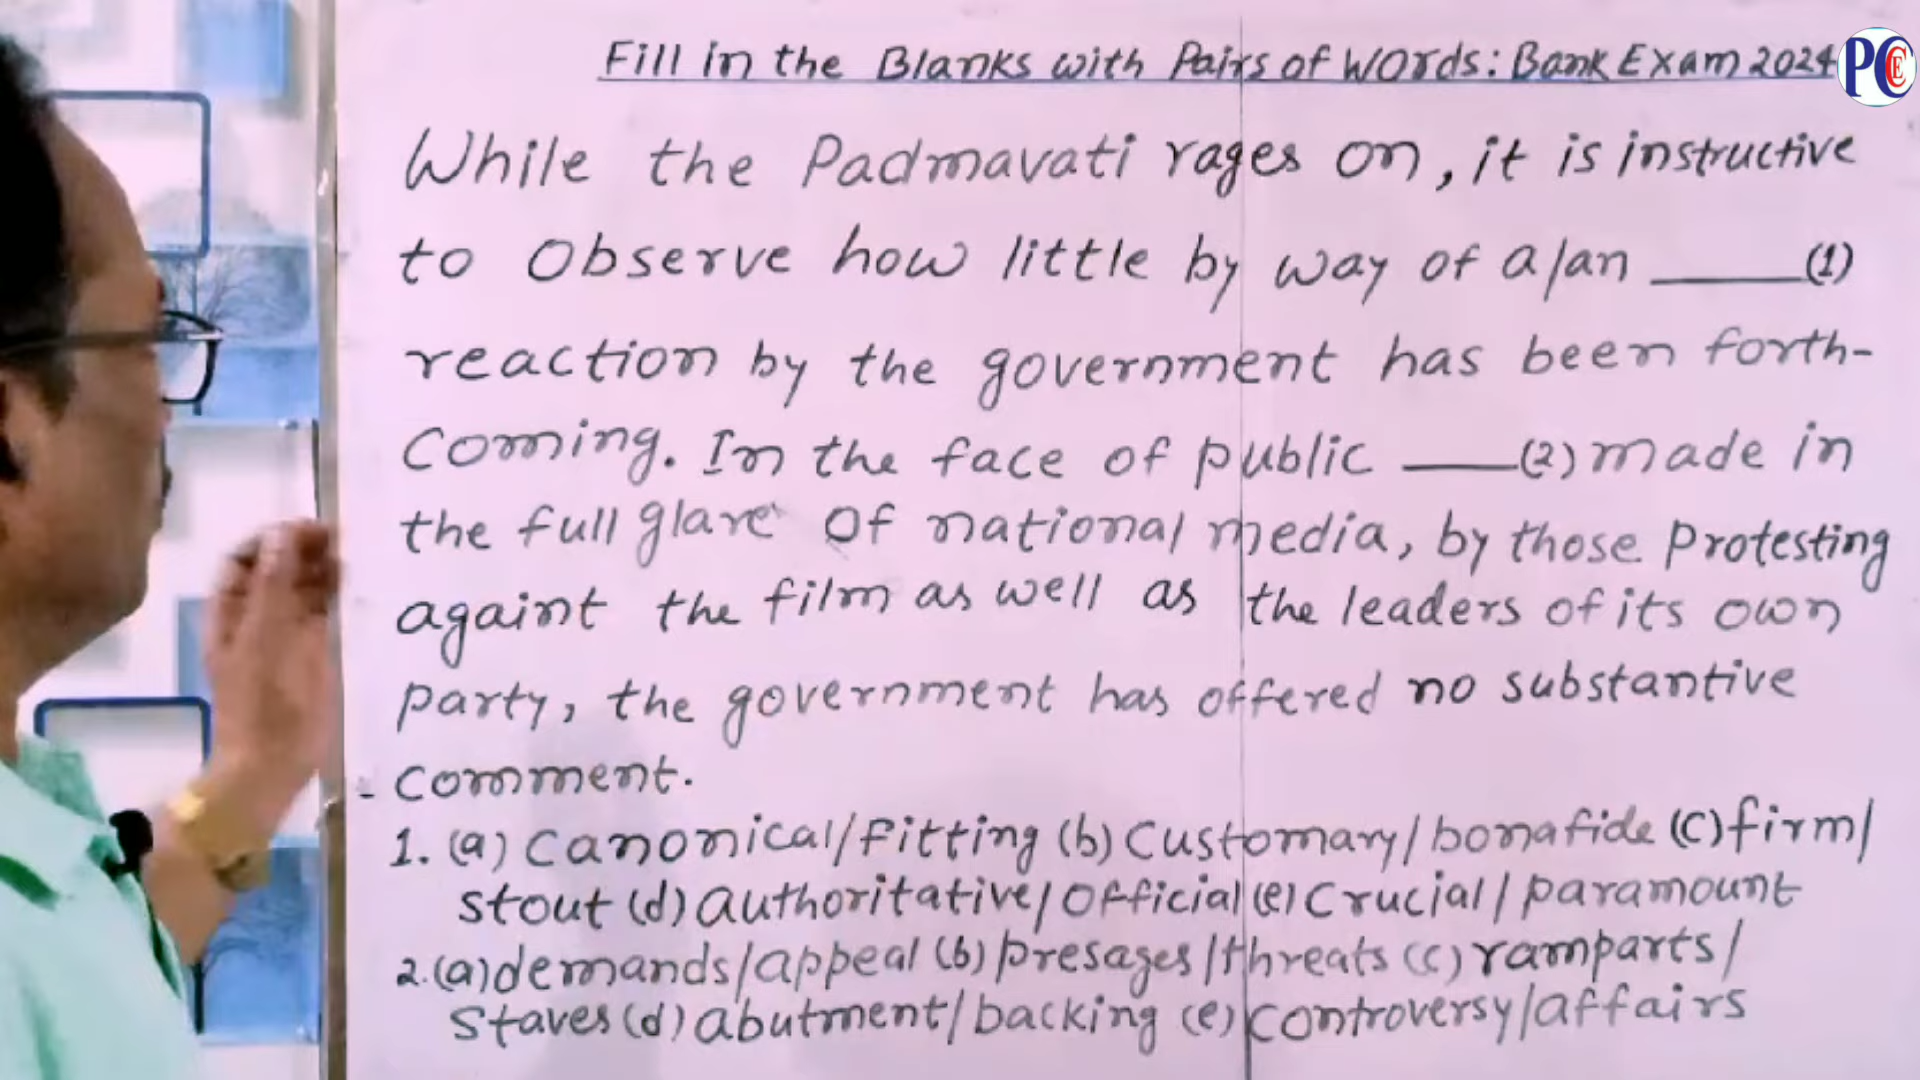 Fill in the Blanks with Pairs of Words: Bank Exam 2024
PCCE
While the Padmavati rages on, it is instructive
to observe how little by way of a/an _____(1)
reaction by the government has been forth-
coming. In the face of public ____(2) made in
the full glare of national media, by those protesting
againt the film as well as the leaders of its own
party, the government has offered no substantive
comment.
1. (a) Canonical/fitting (b) Customary/bonafide (C) firm/
stout (d) authoritative/official (e) Crucial/paramount
2. (a) demands/appeal (b) presages/threats (c) ramparts/
staves (d) abutment/backing (e) controversy/affairs